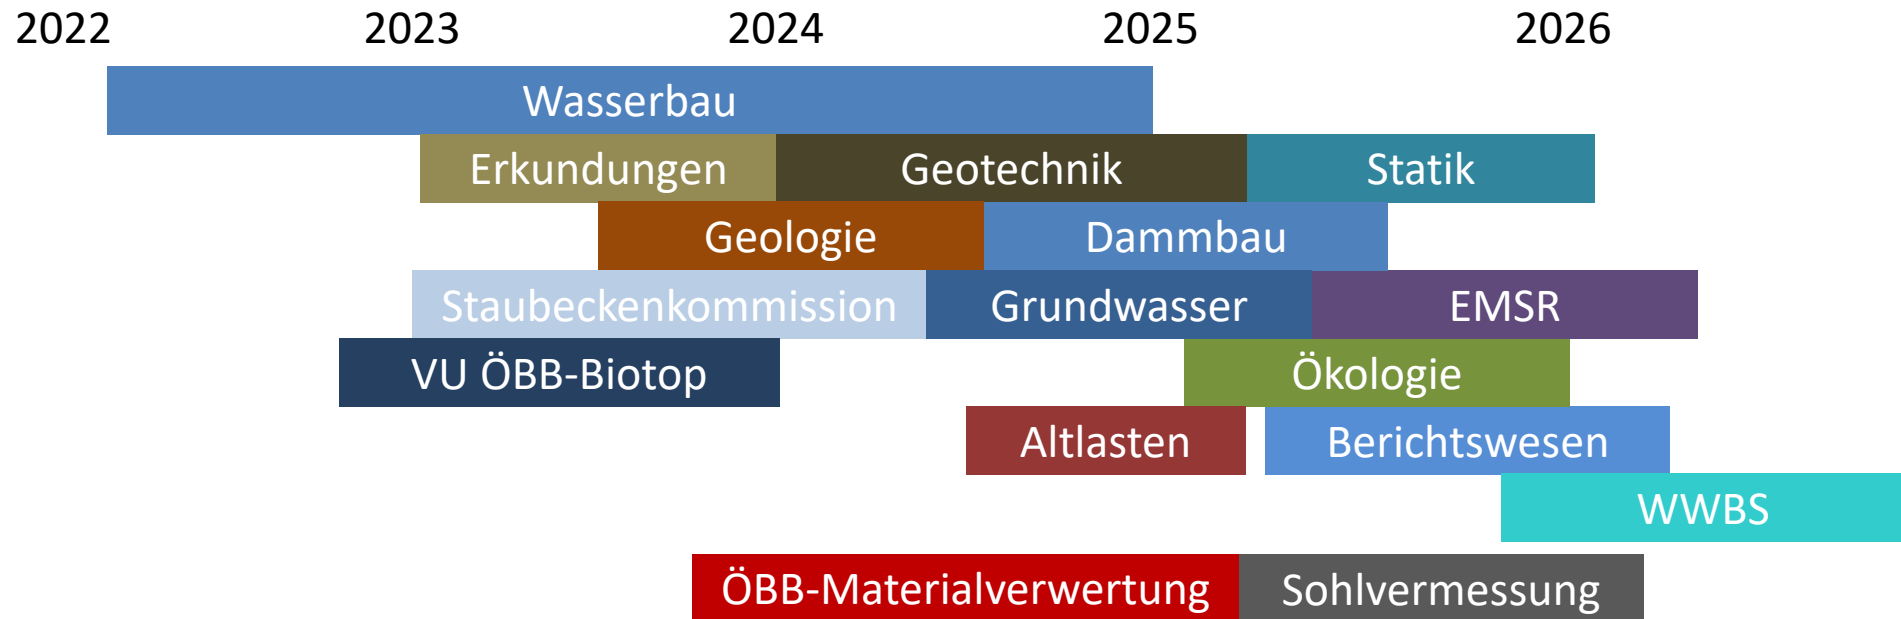 2022 2023 2024 2025 2026
Wasserbau
Erkundungen Geotechnik Statik
Geologie Dammbau
Staubeckenkommission Grundwasser EMSR
VU ÖBB-Biotop Ökologie
Altlasten Berichtswesen
WWBS
ÖBB-Materialverwertung Sohlvermessung